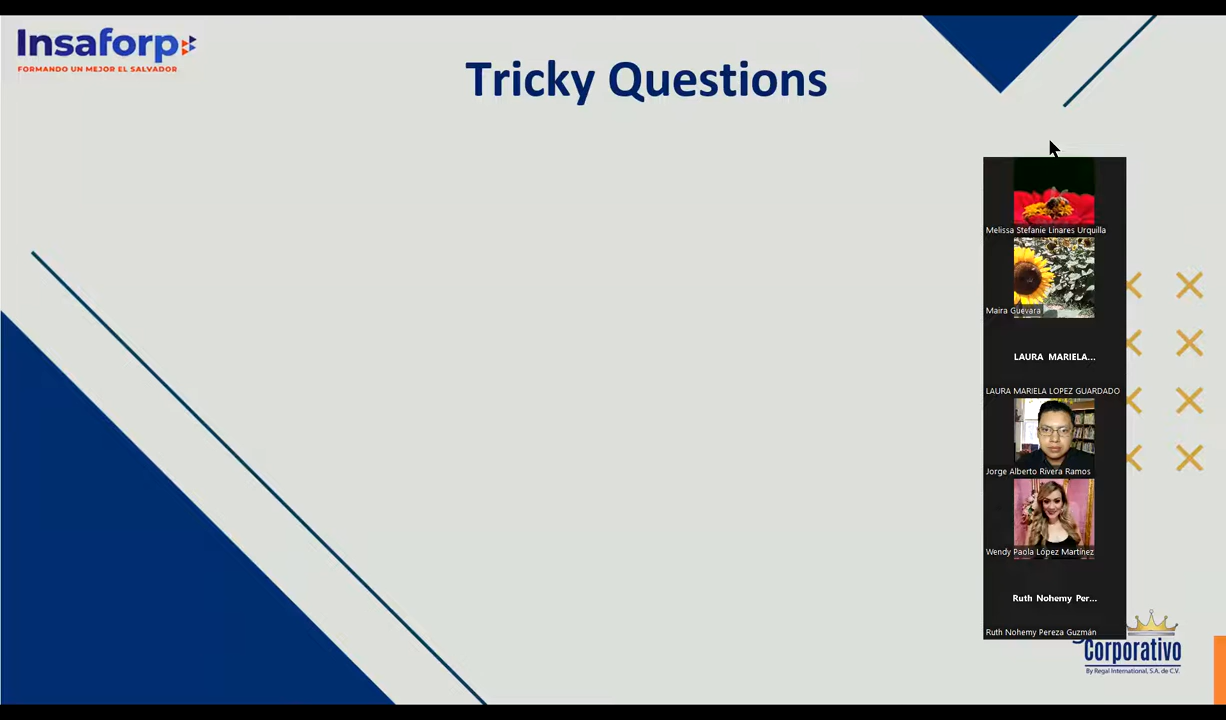 Insaforp
FORMANDO UN MEJOR EL SALVADOR
Tricky Questions
Melissa Stefanie Linares Urquilla
Maira Guevara
LAURA MARIELA...
LAURA MARIELA LOPEZ GUARDADO
Jorge Alberto Rivera Ramos
Wendy Paola López Martínez
Ruth Nohemy Per...
Ruth Nohemy Pereza Guzmán
Corporativo
By Regal International, S.A. de C.V.